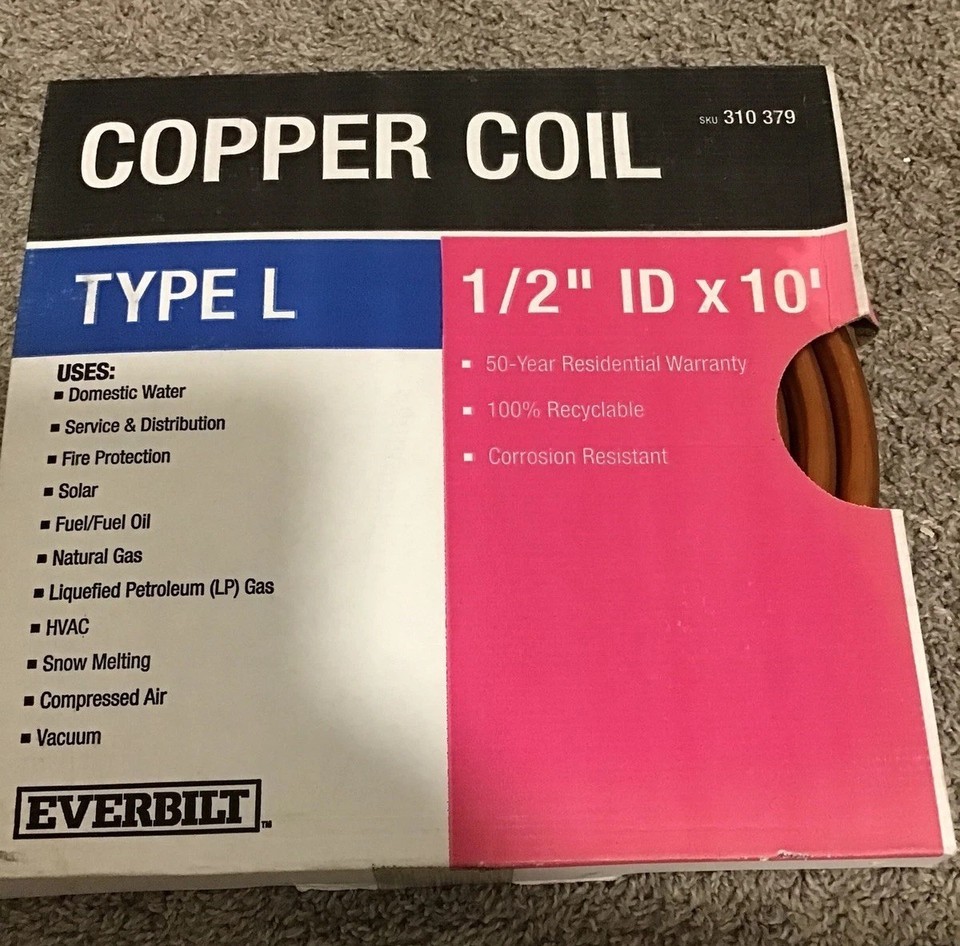 COPPER COIL
SKU 310 379
TYPE L
1/2" ID x 10'
USES:
▪ Domestic Water
▪ Service & Distribution
▪ Fire Protection
▪ Solar
▪ Fuel/Fuel Oil
▪ Natural Gas
▪ Liquefied Petroleum (LP) Gas
▪ HVAC
▪ Snow Melting
▪ Compressed Air
▪ Vacuum
▪ 50-Year Residential Warranty
▪ 100% Recyclable
▪ Corrosion Resistant
EVERBILT™